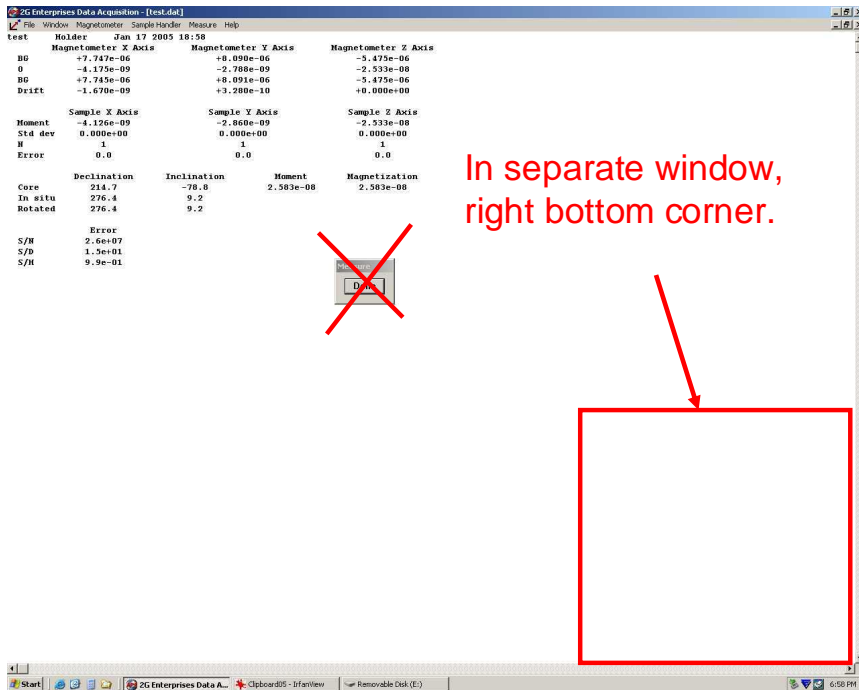 2G Enterprises Data Acquisition - [test.dat]
File Window Magnetometer Sample Handler Measure Help
test Holder Jan 17 2005 18:58
Magnetometer X Axis Magnetometer Y Axis Magnetometer Z Axis
BG +7.747e-06 +8.090e-06 -5.475e-06
0 -4.175e-09 -2.788e-09 -2.533e-08
BG +7.745e-06 +8.091e-06 -5.475e-06
Drift -1.670e-09 +3.280e-10 +0.000e+00
Sample X Axis Sample Y Axis Sample Z Axis
Moment -4.126e-09 -2.860e-09 -2.533e-08
Std dev 0.000e+00 0.000e+00 0.000e+00
N 1 1 1
Error 0.0 0.0 0.0
Declination Inclination Moment Magnetization
Core 214.7 -78.8 2.583e-08 2.583e-08
In situ 276.4 9.2
Rotated 276.4 9.2
Error
S/N 2.6e+07
S/D 1.5e+01
S/H 9.9e-01
Measure
Done
In separate window,
right bottom corner.
Start 2G Enterprises Data A... Clipboard05 - IrfanView Removable Disk (E:) 6:58 PM